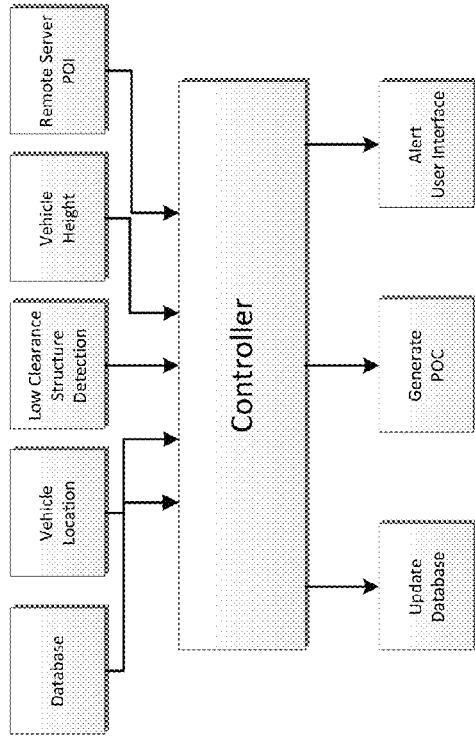 Database
Vehicle
Location
Low Clearance
Structure
Detection
Vehicle
Height
Remote Server
POI
Controller
Update
Database
Generate
POC
Alert
User Interface